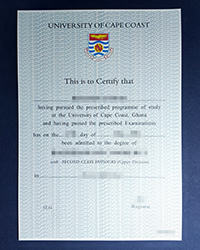 UNIVERSITY OF CAPE COAST
This is to Certify that
having pursued the prescribed programme of study
at the University of Cape Coast, Ghana
and having passed the prescribed Examinations
has on the day of
been admitted to the degree of
with SECOND CLASS HONOURS (Upper Division)
in
Registrar